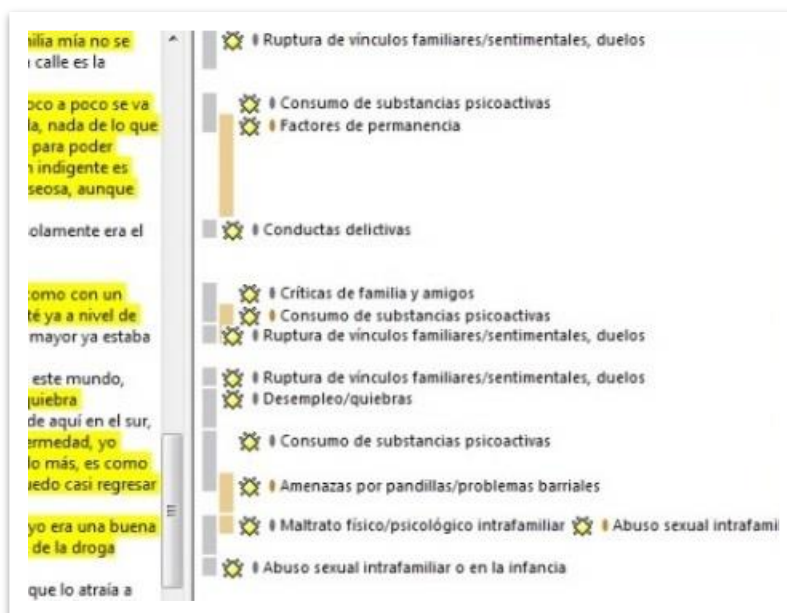 milia mía no se
calle es la
oco a poco se va
la, nada de lo que
para poder
indigente es
seosa, aunque
solamente era el
como con un
té ya a nivel de
mayor ya estaba
este mundo,
quiebra
de aquí en el sur,
ermedad, yo
lo más, es como
uedo casi regresar
yo era una buena
de la droga
que lo atraía a
Ruptura de vínculos familiares/sentimentales, duelos
Consumo de substancias psicoactivas
Factores de permanencia
Conductas delictivas
Críticas de familia y amigos
Consumo de substancias psicoactivas
Ruptura de vínculos familiares/sentimentales, duelos
Ruptura de vínculos familiares/sentimentales, duelos
Desempleo/quiebras
Consumo de substancias psicoactivas
Amenazas por pandillas/problemas barriales
Maltrato físico/psicológico intrafamiliar Abuso sexual intrafami
Abuso sexual intrafamiliar o en la infancia